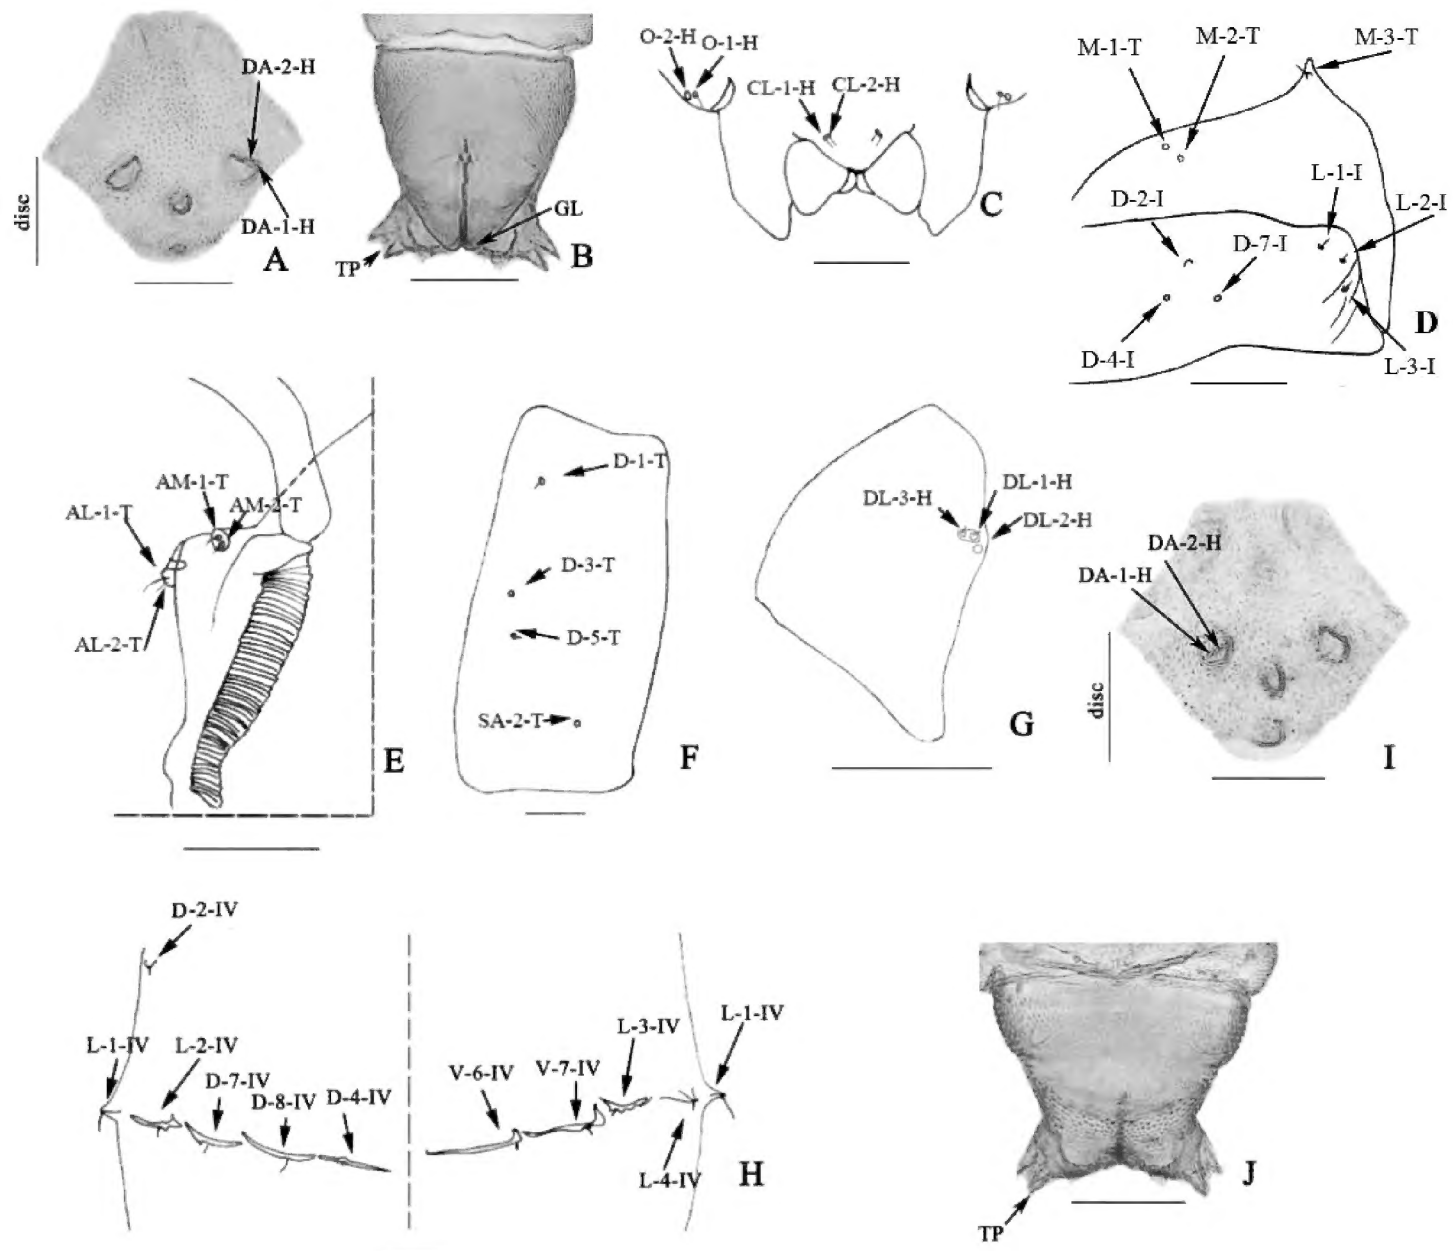 DA-2-H
disc
DA-1-H
A
GL
TP
B
O-2-H
O-1-H
CL-1-H
CL-2-H
C
M-1-T
M-2-T
M-3-T
L-1-I
D-2-I
L-2-I
D-7-I
D
D-4-I
L-3-I
AM-1-T
AM-2-T
AL-1-T
AL-2-T
E
D-1-T
D-3-T
D-5-T
SA-2-T
F
DL-3-H
DL-1-H
DL-2-H
G
DA-2-H
DA-1-H
disc
I
D-2-IV
L-1-IV
L-2-IV
D-7-IV
D-8-IV
D-4-IV
V-6-IV
V-7-IV
L-3-IV
L-1-IV
L-4-IV
H
TP
J